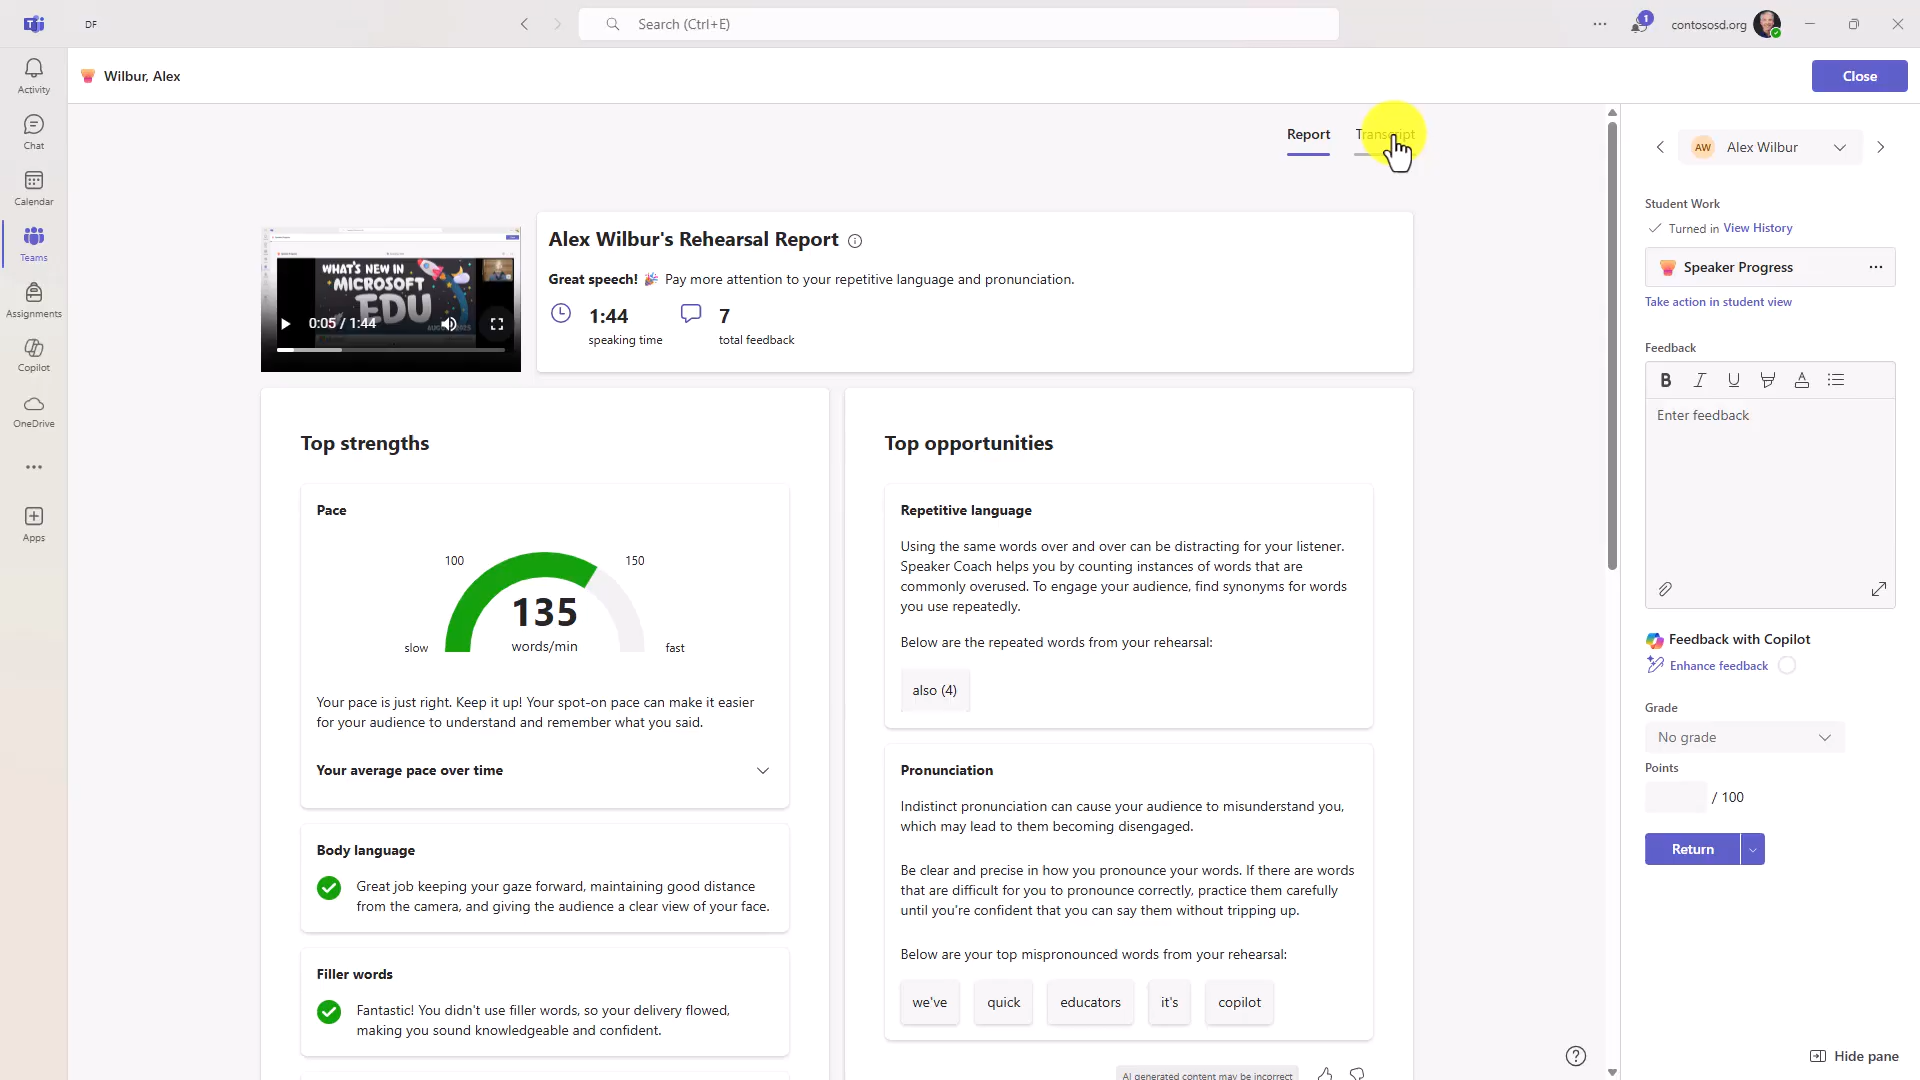 DF
Search (Ctrl+E)
1
contososd.org
Activity
Chat
Calendar
Teams
Assignments
Copilot
OneDrive
Apps
Wilbur, Alex
Close
Report
Transcript
WHAT'S NEW IN
MICROSOFT
EDU
0:05 / 1:44
Alex Wilbur's Rehearsal Report
Great speech! 🎉 Pay more attention to your repetitive language and pronunciation.
1:44
speaking time
7
total feedback
Top strengths
Pace
100
150
135
words/min
slow
fast
Your pace is just right. Keep it up! Your spot-on pace can make it easier
for your audience to understand and remember what you said.
Your average pace over time
Body language
Great job keeping your gaze forward, maintaining good distance
from the camera, and giving the audience a clear view of your face.
Filler words
Fantastic! You didn't use filler words, so your delivery flowed,
making you sound knowledgeable and confident.
Top opportunities
Repetitive language
Using the same words over and over can be distracting for your listener.
Speaker Coach helps you by counting instances of words that are
commonly overused. To engage your audience, find synonyms for words
you use repeatedly.
Below are the repeated words from your rehearsal:
also (4)
Pronunciation
Indistinct pronunciation can cause your audience to misunderstand you,
which may lead to them becoming disengaged.
Be clear and precise in how you pronounce your words. If there are words
that are difficult for you to pronounce correctly, practice them carefully
until you're confident that you can say them without tripping up.
Below are your top mispronounced words from your rehearsal:
we've
quick
educators
it's
copilot
AI generated content may be incorrect
AW
Alex Wilbur
Student Work
Turned in View History
Speaker Progress
Take action in student view
Feedback
B I U A
Enter feedback
Feedback with Copilot
Enhance feedback
Grade
No grade
Points
/ 100
Return
Hide pane